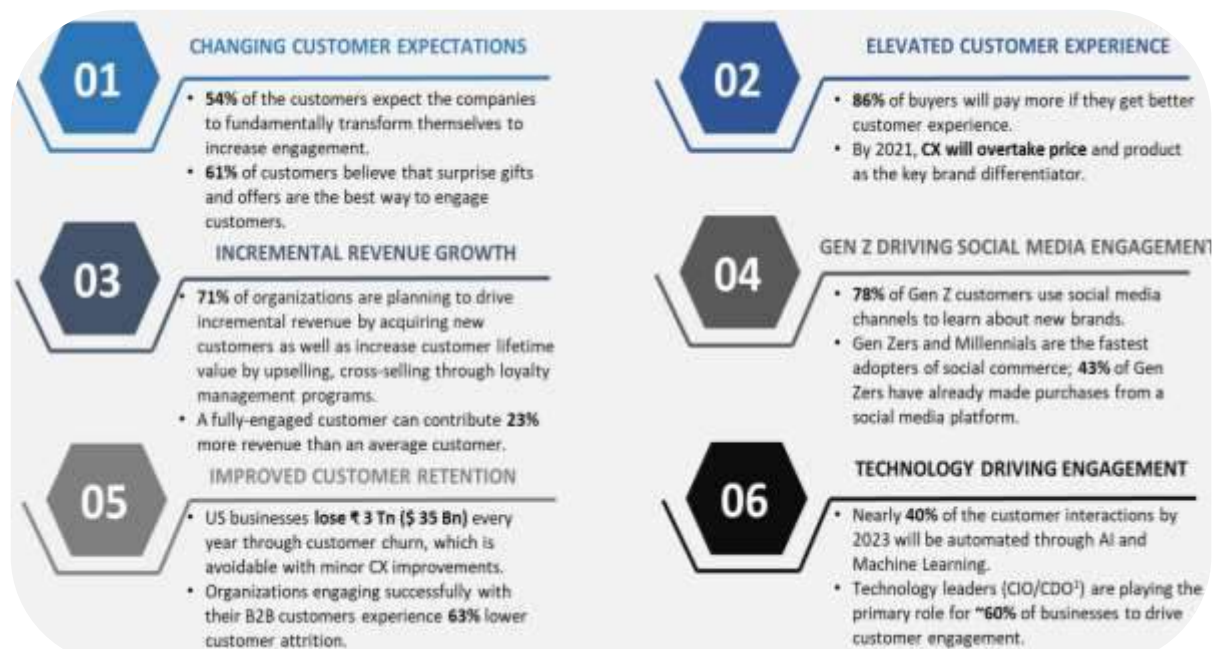 01
CHANGING CUSTOMER EXPECTATIONS
• 54% of the customers expect the companies
to fundamentally transform themselves to
increase engagement.
• 61% of customers believe that surprise gifts
and offers are the best way to engage
customers.
02
ELEVATED CUSTOMER EXPERIENCE
• 86% of buyers will pay more if they get better
customer experience.
• By 2021, CX will overtake price and product
as the key brand differentiator.
03
INCREMENTAL REVENUE GROWTH
• 71% of organizations are planning to drive
incremental revenue by acquiring new
customers as well as increase customer lifetime
value by upselling, cross-selling through loyalty
management programs.
• A fully-engaged customer can contribute 23%
more revenue than an average customer.
04
GEN Z DRIVING SOCIAL MEDIA ENGAGEMENT
• 78% of Gen Z customers use social media
channels to learn about new brands.
• Gen Zers and Millennials are the fastest
adopters of social commerce; 43% of Gen
Zers have already made purchases from a
social media platform.
05
IMPROVED CUSTOMER RETENTION
• US businesses lose ₹ 3 Tn ($ 35 Bn) every
year through customer churn, which is
avoidable with minor CX improvements.
• Organizations engaging successfully with
their B2B customers experience 63% lower
customer attrition.
06
TECHNOLOGY DRIVING ENGAGEMENT
• Nearly 40% of the customer interactions by
2023 will be automated through AI and
Machine Learning.
• Technology leaders (CIO/CDO¹) are playing the
primary role for ~60% of businesses to drive
customer engagement.